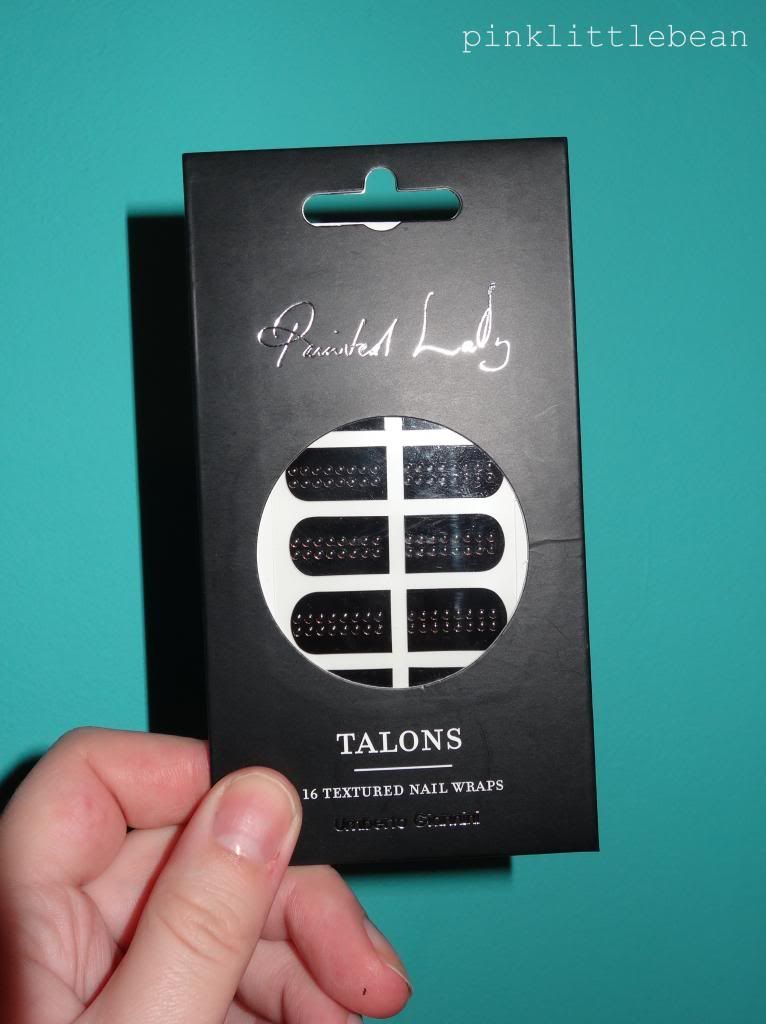 pinklittlebean
Painted Lady
TALONS
16 TEXTURED NAIL WRAPS
Umberto Giannini